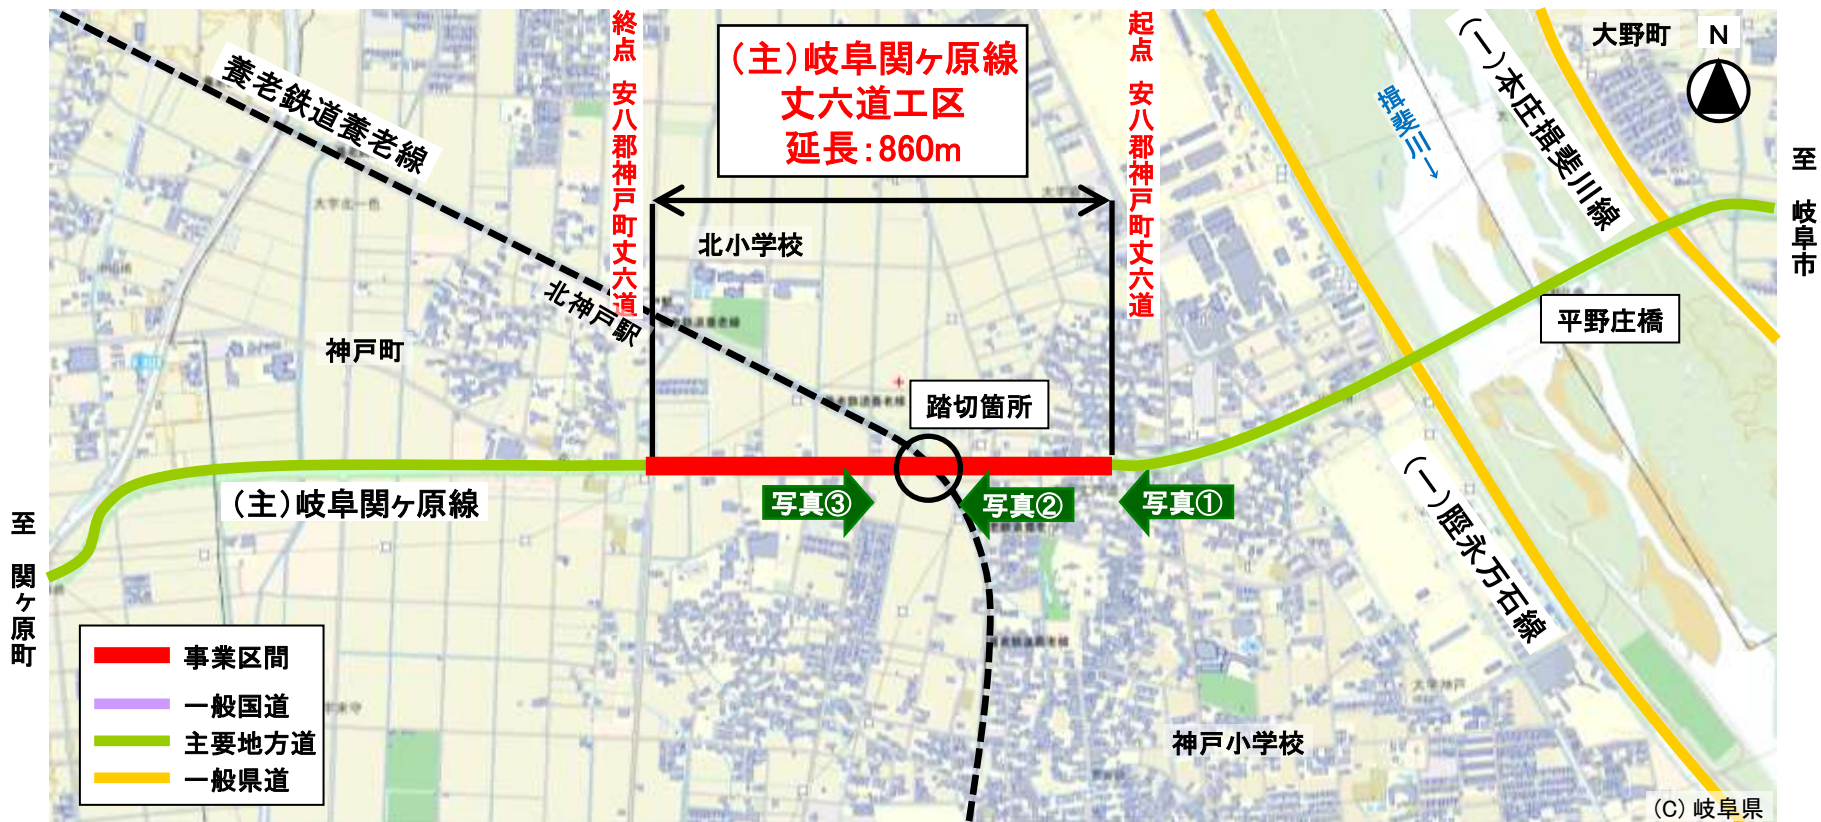 (主)岐阜関ヶ原線
丈六道工区
延長：860m
終点 安八郡神戸町丈六道
起点 安八郡神戸町丈六道
養老鉄道養老線
大野町
N
(一)本庄揖斐川線
揖斐川→
至 岐阜市
北小学校
北神戸駅
神戸町
平野庄橋
踏切箇所
写真③
写真②
写真①
(主)岐阜関ヶ原線
(一)脛永万石線
至 関ヶ原町
神戸小学校
事業区間
一般国道
主要地方道
一般県道
(C) 岐阜県